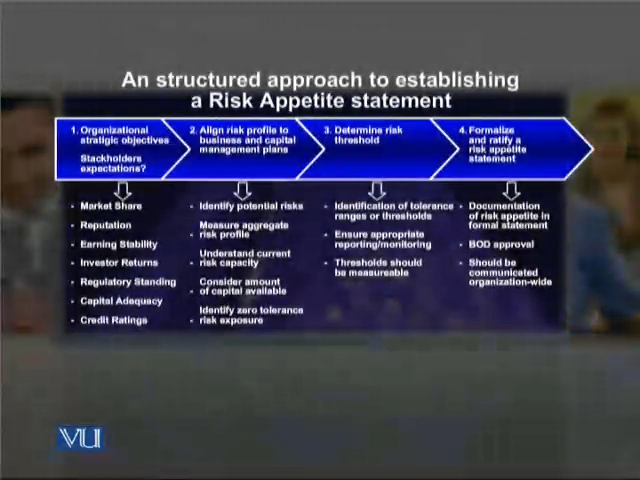 An structured approach to establishing
a Risk Appetite statement
1. Organizational
stratigic objectives
Stackholders
expectations?
2. Align risk profile to
business and capital
management plans
3. Determine risk
threshold
4. Formalize
and ratify a
risk appetite
statement
- Market Share
- Reputation
- Earning Stability
- Investor Returns
- Regulatory Standing
- Capital Adequacy
- Credit Ratings
- Identify potential risks
Measure aggregate
- risk profile
Understand current
- risk capacity
Consider amount
- of capital available
Identify zero tolerance
- risk exposure
- Identification of tolerance
ranges or thresholds
- Ensure appropriate
reporting/monitoring
- Thresholds should
be measureable
- Documentation
of risk appetite in
formal statement
- BOD approval
- Should be
communicated
organization-wide
VU